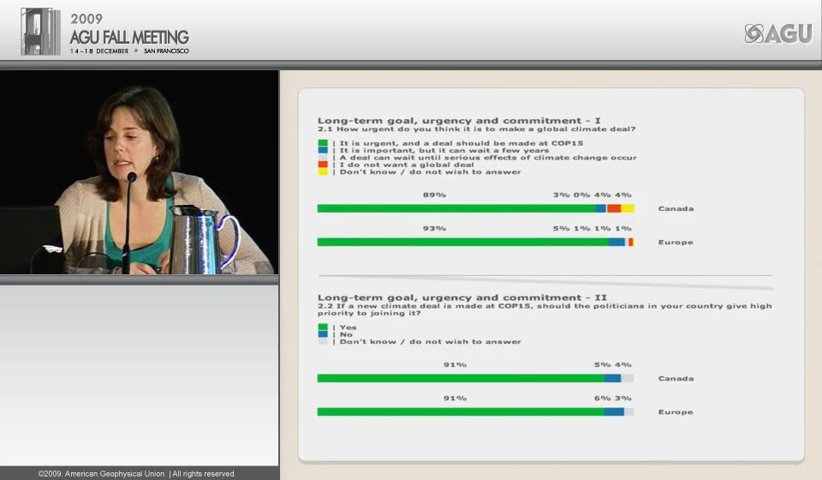 2009
AGU FALL MEETING
14 - 18 DECEMBER • SAN FRANCISCO
AGU
Long-term goal, urgency and commitment - I
2.1 How urgent do you think it is to make a global climate deal?
| It is urgent, and a deal should be made at COP15
| It is important, but it can wait a few years
| A deal can wait until serious effects of climate change occur
| I do not want a global deal
| Don't know / do not wish to answer
89% 3% 0% 4% 4%
Canada
93% 5% 1% 1% 1%
Europe
Long-term goal, urgency and commitment - II
2.2 If a new climate deal is made at COP15, should the politicians in your country give high
priority to joining it?
| Yes
| No
| Don't know / do not wish to answer
91% 5% 4%
Canada
91% 6% 3%
Europe
©2009. American Geophysical Union. | All rights reserved.